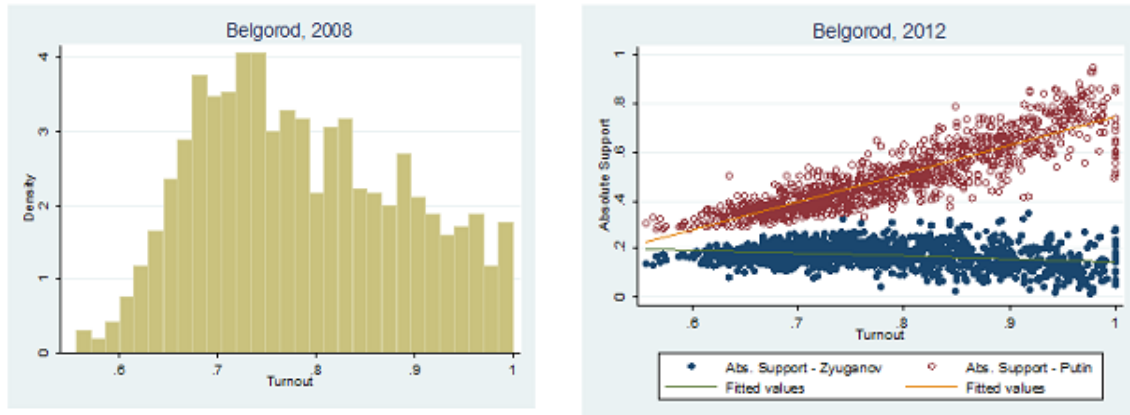 Belgorod, 2008
Density
4
3
2
1
0
.6
.7
.8
.9
1
Turnout
Belgorod, 2012
Absolute Support
1
.8
.6
.4
.2
0
.6
.7
.8
.9
1
Turnout
Abs. Support - Zyuganov
Abs. Support - Putin
Fitted values
Fitted values